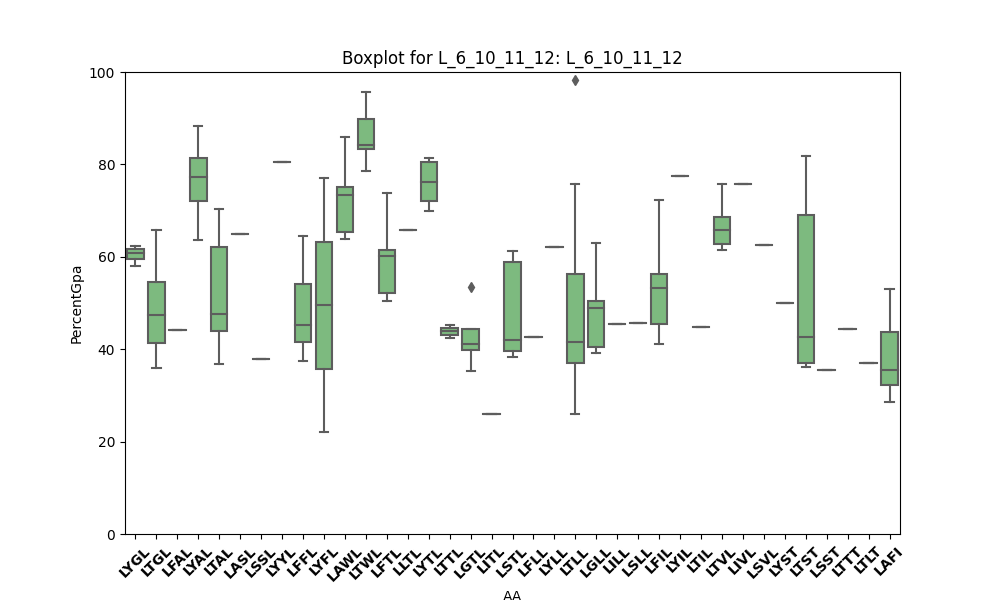 Boxplot for L_6_10_11_12: L_6_10_11_12
100
80
60
40
20
0
PercentGpa
LYGL LTGL LFAL LYAL LTAL LASL LSSL LYYL LFFL LYFL LAWL LTWL LFTL LLTL LYTL LTTL LGTL LITL LSTL LFLL LYLL LTLL LGLL LILL LSLL LFIL LYIL LTIL LTVL LIVL LSVL LYST LTST LSST LTTT LTLT LAFI
AA